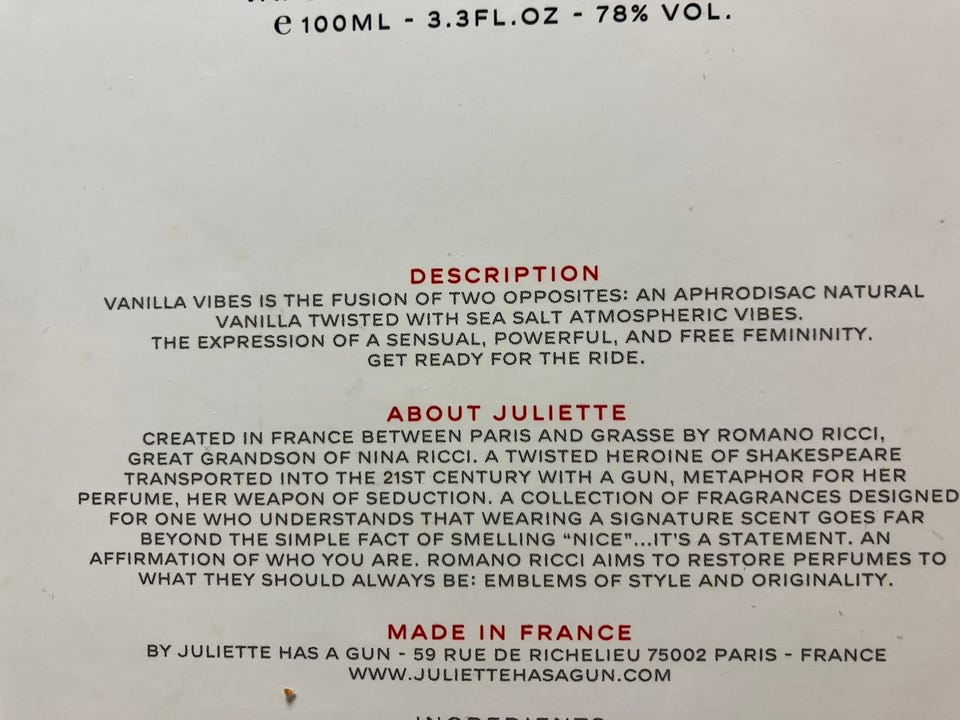 ℮ 100ML - 3.3FL.OZ - 78% VOL.
DESCRIPTION
VANILLA VIBES IS THE FUSION OF TWO OPPOSITES: AN APHRODISAC NATURAL
VANILLA TWISTED WITH SEA SALT ATMOSPHERIC VIBES.
THE EXPRESSION OF A SENSUAL, POWERFUL, AND FREE FEMININITY.
GET READY FOR THE RIDE.
ABOUT JULIETTE
CREATED IN FRANCE BETWEEN PARIS AND GRASSE BY ROMANO RICCI,
GREAT GRANDSON OF NINA RICCI. A TWISTED HEROINE OF SHAKESPEARE
TRANSPORTED INTO THE 21ST CENTURY WITH A GUN, METAPHOR FOR HER
PERFUME, HER WEAPON OF SEDUCTION. A COLLECTION OF FRAGRANCES DESIGNED
FOR ONE WHO UNDERSTANDS THAT WEARING A SIGNATURE SCENT GOES FAR
BEYOND THE SIMPLE FACT OF SMELLING “NICE”...IT'S A STATEMENT. AN
AFFIRMATION OF WHO YOU ARE. ROMANO RICCI AIMS TO RESTORE PERFUMES TO
WHAT THEY SHOULD ALWAYS BE: EMBLEMS OF STYLE AND ORIGINALITY.
MADE IN FRANCE
BY JULIETTE HAS A GUN - 59 RUE DE RICHELIEU 75002 PARIS - FRANCE
WWW.JULIETTEHASAGUN.COM